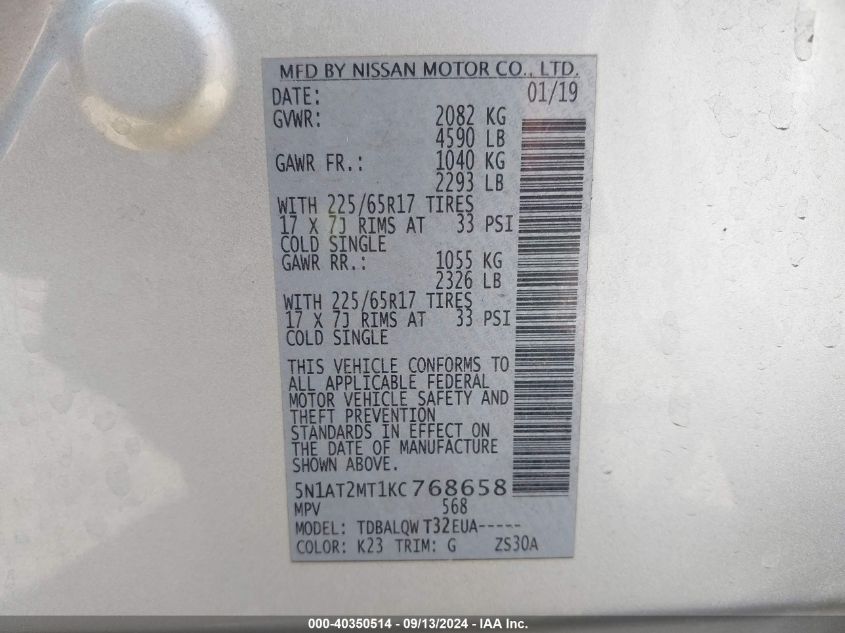 MFD BY NISSAN MOTOR CO., LTD.
DATE: 01/19
GVWR: 2082 KG
4590 LB
GAWR FR.: 1040 KG
2293 LB
WITH 225/65R17 TIRES
17 X 7J RIMS AT 33 PSI
COLD SINGLE
GAWR RR.: 1055 KG
2326 LB
WITH 225/65R17 TIRES
17 X 7J RIMS AT 33 PSI
COLD SINGLE
THIS VEHICLE CONFORMS TO
ALL APPLICABLE FEDERAL
MOTOR VEHICLE SAFETY AND
THEFT PREVENTION
STANDARDS IN EFFECT ON
THE DATE OF MANUFACTURE
SHOWN ABOVE.
5N1AT2MT1KC768658
MPV 568
MODEL: TDBALQW T32EUA-----
COLOR: K23 TRIM: G ZS30A
000-40350514 - 09/13/2024 - IAA Inc.